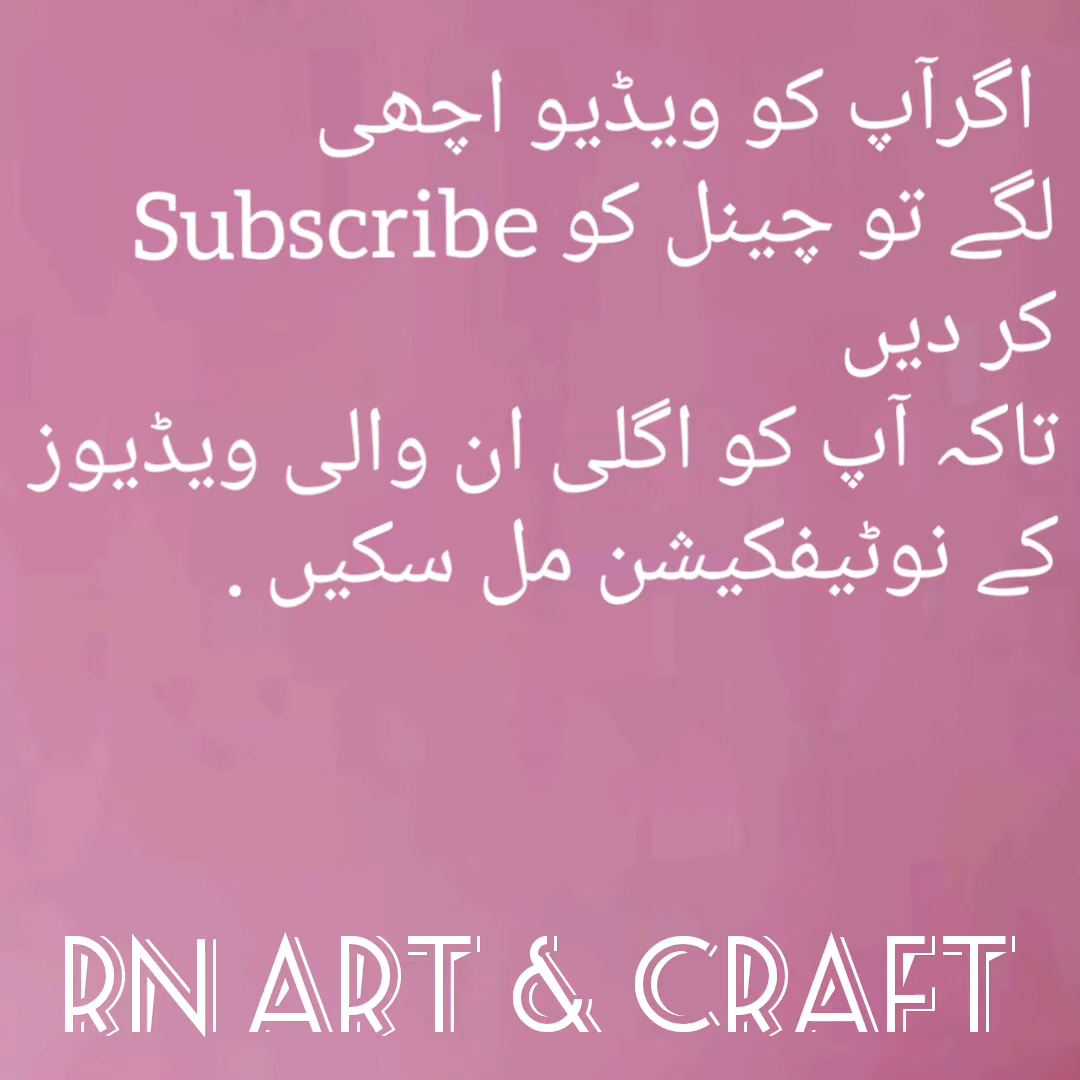 اگرآپ کو ویڈیو اچھی
لگے تو چینل کو Subscribe
کر دیں
تاکہ آپ کو اگلی ان والی ویڈیوز
کے نوٹیفکیشن مل سکیں .
RN ART & CRAFT